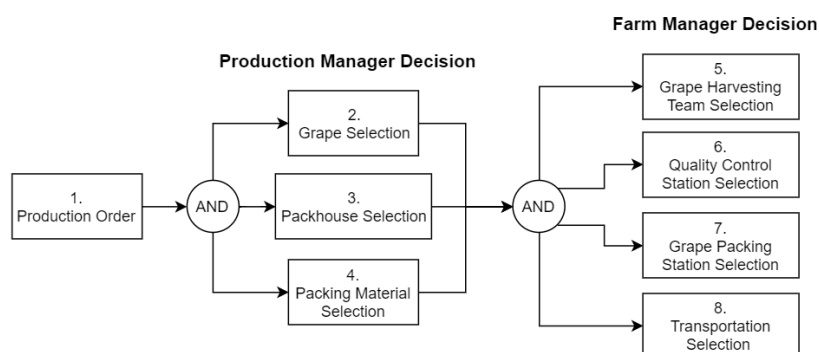 Farm Manager Decision
Production Manager Decision
1.
Production Order
AND
2.
Grape Selection
3.
Packhouse Selection
4.
Packing Material
Selection
AND
5.
Grape Harvesting
Team Selection
6.
Quality Control
Station Selection
7.
Grape Packing
Station Selection
8.
Transportation
Selection